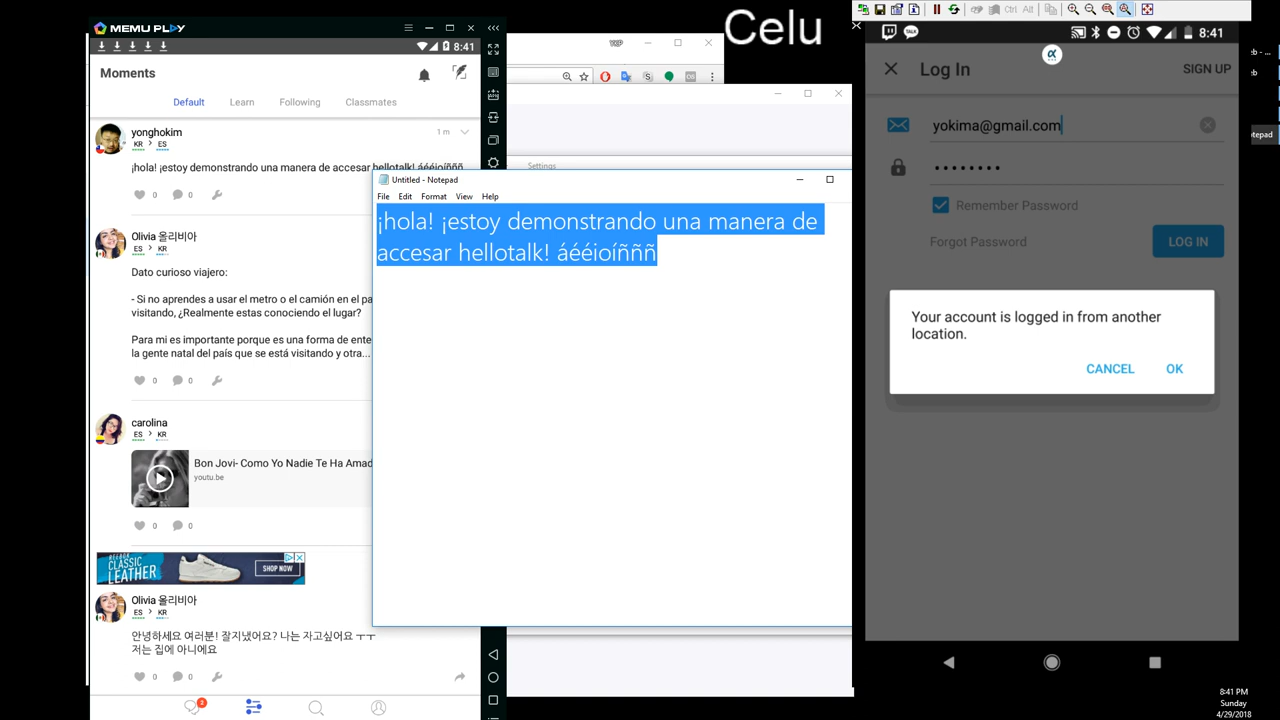 MEMU PLAY
8:41
Moments
Default
Learn
Following
Classmates
yonghokim
1 m
KR > ES
¡hola! ¡estoy demonstrando una manera de accesar hellotalk! áééioíñññ
0
0
Olivia 올리비아
ES > KR
Dato curioso viajero:
- Si no aprendes a usar el metro o el camión en el pa
visitando, ¿Realmente estas conociendo el lugar?
Para mi es importante porque es una forma de ente
la gente natal del país que se está visitando y otra...
0
0
carolina
ES > KR
Bon Jovi- Como Yo Nadie Te Ha Amad
youtu.be
0
0
REEBOK
CLASSIC
LEATHER
SHOP NOW
Olivia 올리비아
ES > KR
안녕하세요 여러분! 잘지냈어요? 나는 자고싶어요 ㅜㅜ
저는 집에 아니에요
0
0
2
YKP
Settings
Untitled - Notepad
File
Edit
Format
View
Help
¡hola! ¡estoy demonstrando una manera de
accesar hellotalk! áééioíñññ
Celu
Ctrl
Alt
TALK
8:41
Log In
SIGN UP
yokima@gmail.com
Remember Password
Forgot Password
LOG IN
Your account is logged in from another
location.
CANCEL
OK
eb - ...
eb
otepad
8:41 PM
Sunday
4/29/2018